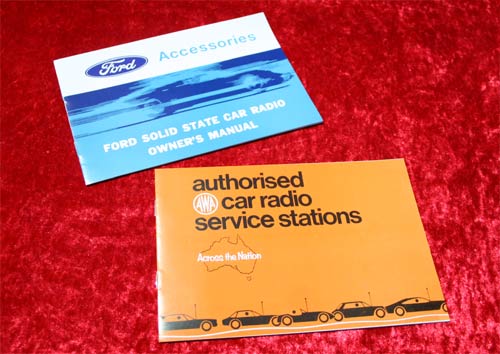 Ford Accessories
FORD SOLID STATE CAR RADIO
OWNER'S MANUAL
authorised
AWA car radio
service stations
Across the Nation